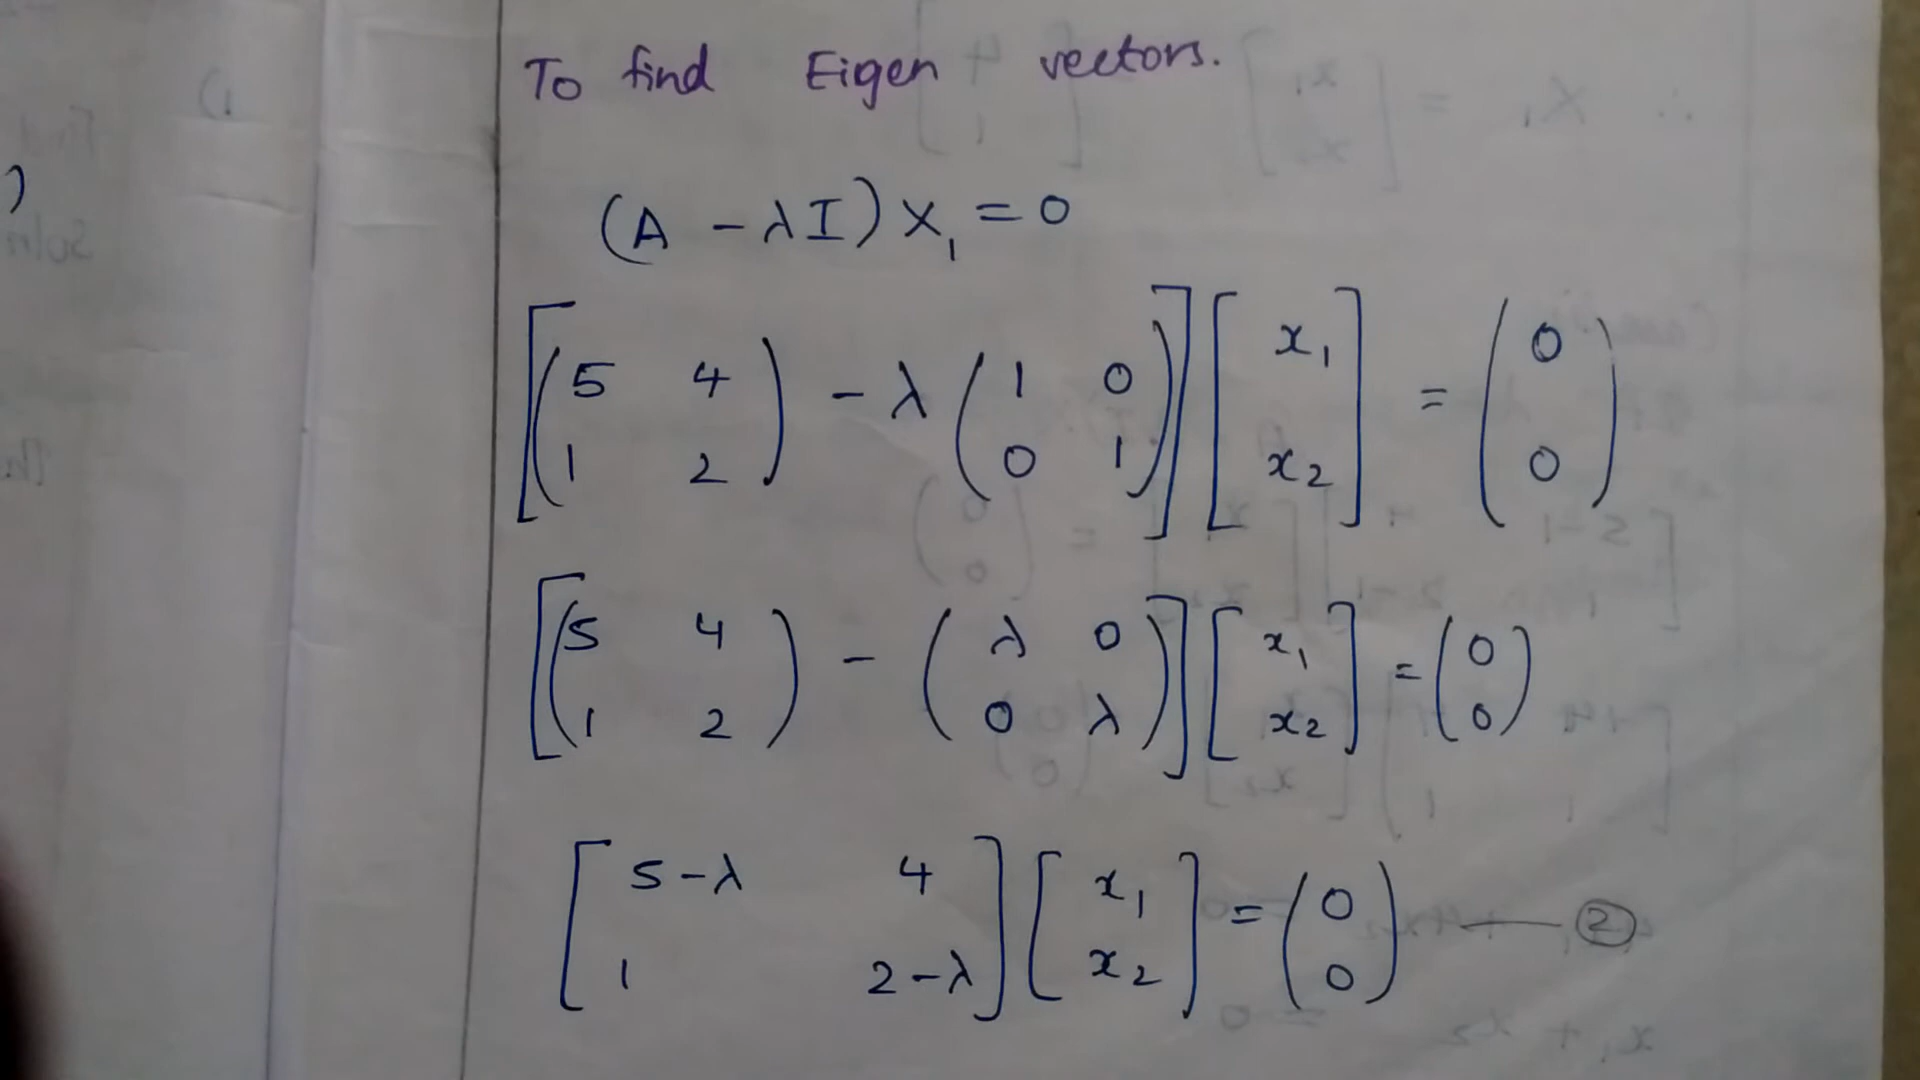 To find Eigen vectors.
(A - λI) X₁ = 0
[(5 4; 1 2) - λ (1 0; 0 1)] [x₁; x₂] = (0; 0)
[(5 4; 1 2) - (λ 0; 0 λ)] [x₁; x₂] = (0; 0)
[5-λ 4; 1 2-λ] [x₁; x₂] = (0; 0) — ②